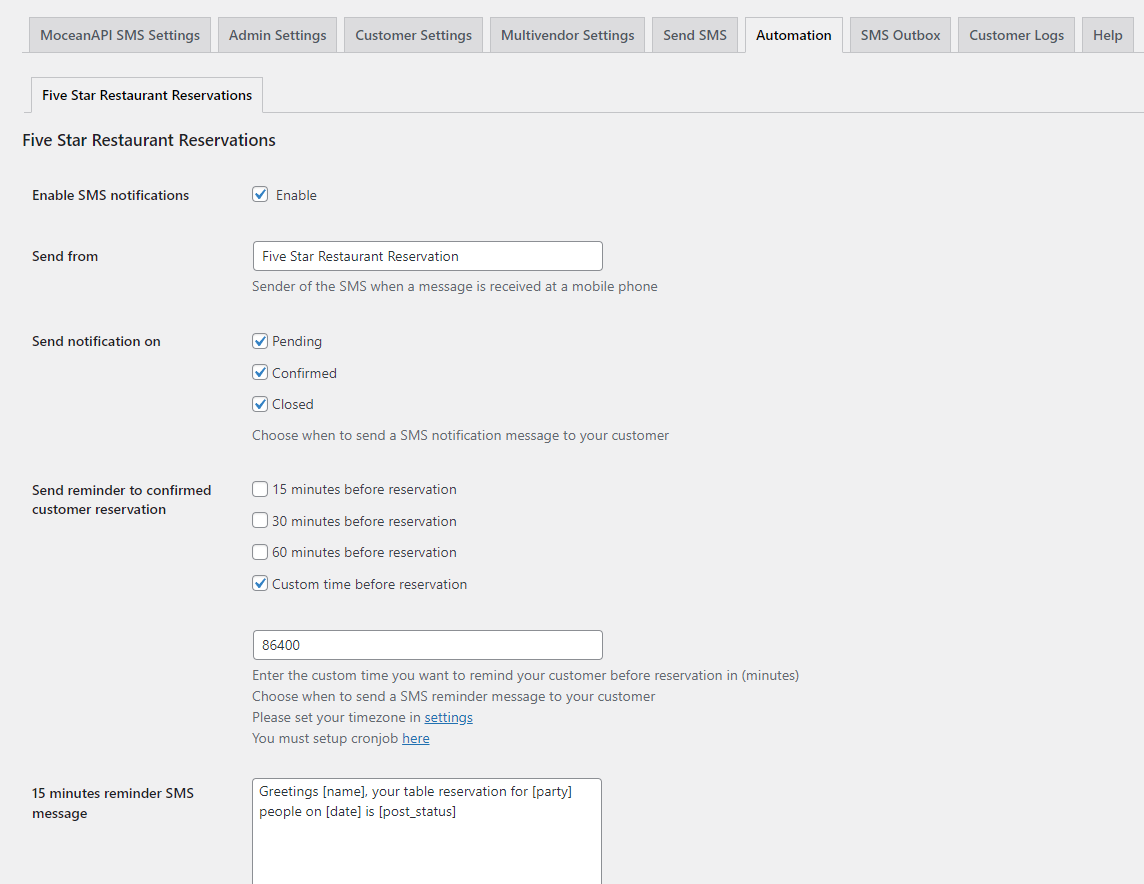 MoceanAPI SMS Settings Admin Settings Customer Settings Multivendor Settings Send SMS Automation SMS Outbox Customer Logs Help
Five Star Restaurant Reservations
Five Star Restaurant Reservations
Enable SMS notifications Enable
Send from Five Star Restaurant Reservation
Sender of the SMS when a message is received at a mobile phone
Send notification on Pending
Confirmed
Closed
Choose when to send a SMS notification message to your customer
Send reminder to confirmed 15 minutes before reservation
customer reservation
30 minutes before reservation
60 minutes before reservation
Custom time before reservation
86400
Enter the custom time you want to remind your customer before reservation in (minutes)
Choose when to send a SMS reminder message to your customer
Please set your timezone in settings
You must setup cronjob here
15 minutes reminder SMS Greetings [name], your table reservation for [party]
message people on [date] is [post_status]